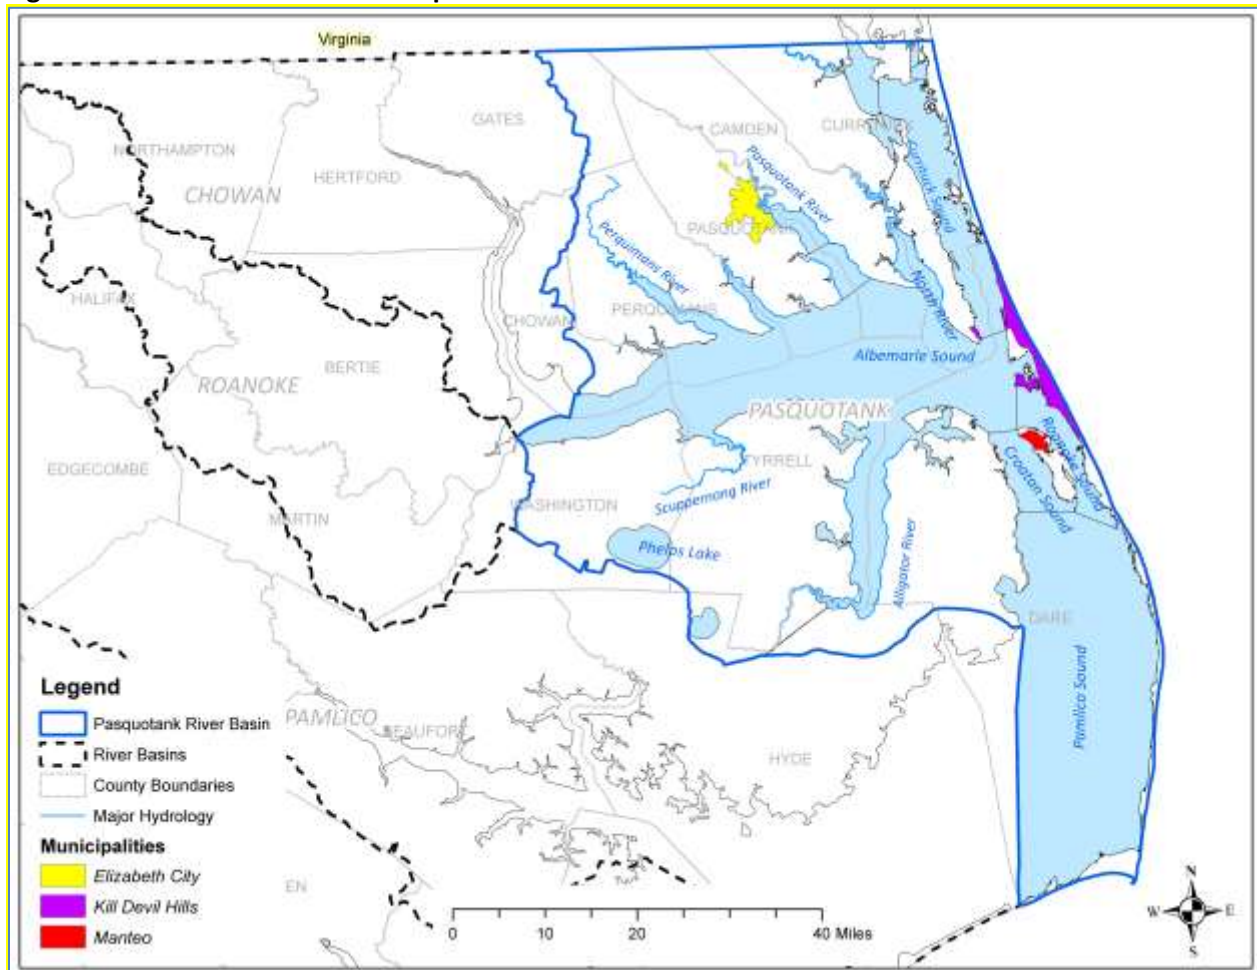 Virginia
GATES
CAMDEN
CURRITUCK
NORTHAMPTON
CHOWAN
HERTFORD
Pasquotank River
Currituck Sound
PASQUOTANK
Perquimans River
North River
HALIFAX
CHOWAN
PERQUIMANS
BERTIE
ROANOKE
Albemarle Sound
PASQUOTANK
Roanoke Sound
Croatan Sound
EDGECOMBE
TYRRELL
Scuppernong River
WASHINGTON
MARTIN
Phelps Lake
Alligator River
DARE
Pamlico Sound
Legend
Pasquotank River Basin
River Basins
County Boundaries
Major Hydrology
Municipalities
Elizabeth City
Kill Devil Hills
Manteo
PAMLICO
BEAUFORT
HYDE
EN
0 10 20 40 Miles
N
W E
S